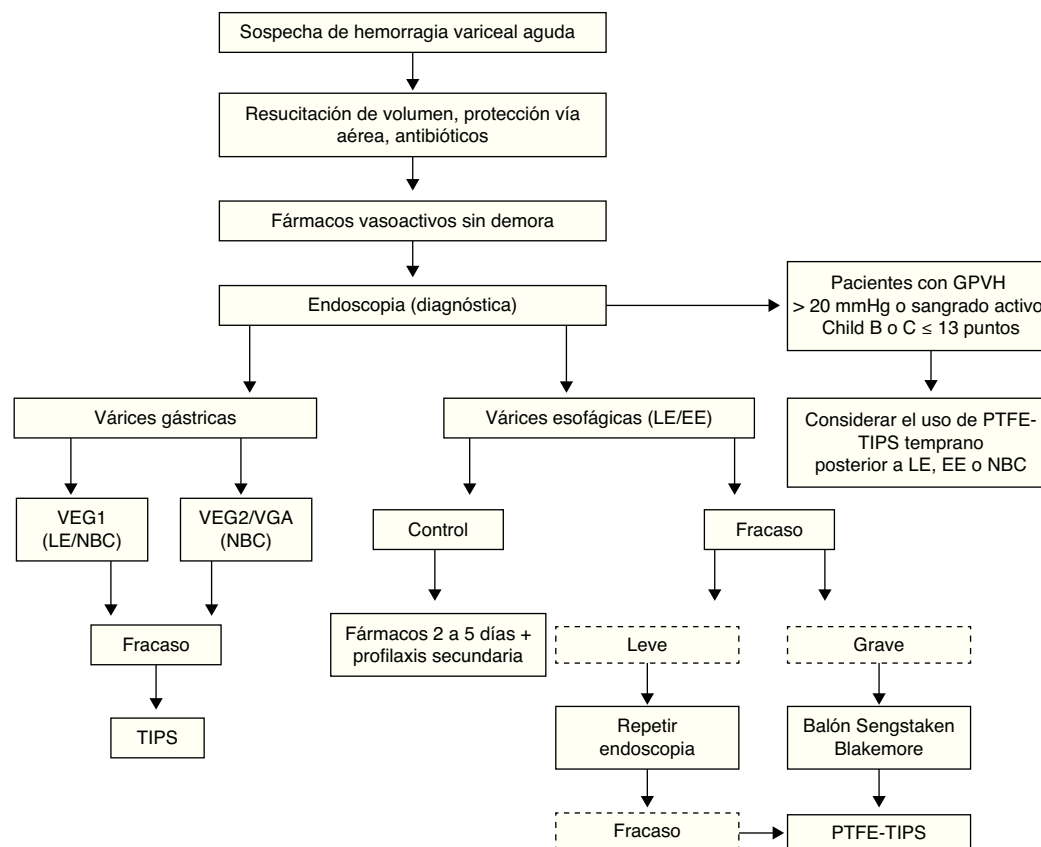 Sospecha de hemorragia variceal aguda
Resucitación de volumen, protección vía
aérea, antibióticos
Fármacos vasoactivos sin demora
Endoscopia (diagnóstica)
Pacientes con GPVH
> 20 mmHg o sangrado activo
Child B o C ≤ 13 puntos
Várices gástricas
Várices esofágicas (LE/EE)
Considerar el uso de PTFE-
TIPS temprano
posterior a LE, EE o NBC
VEG1
(LE/NBC)
VEG2/VGA
(NBC)
Control
Fracaso
Fracaso
Fármacos 2 a 5 días +
profilaxis secundaria
Leve
Grave
TIPS
Repetir
endoscopia
Balón Sengstaken
Blakemore
Fracaso
PTFE-TIPS